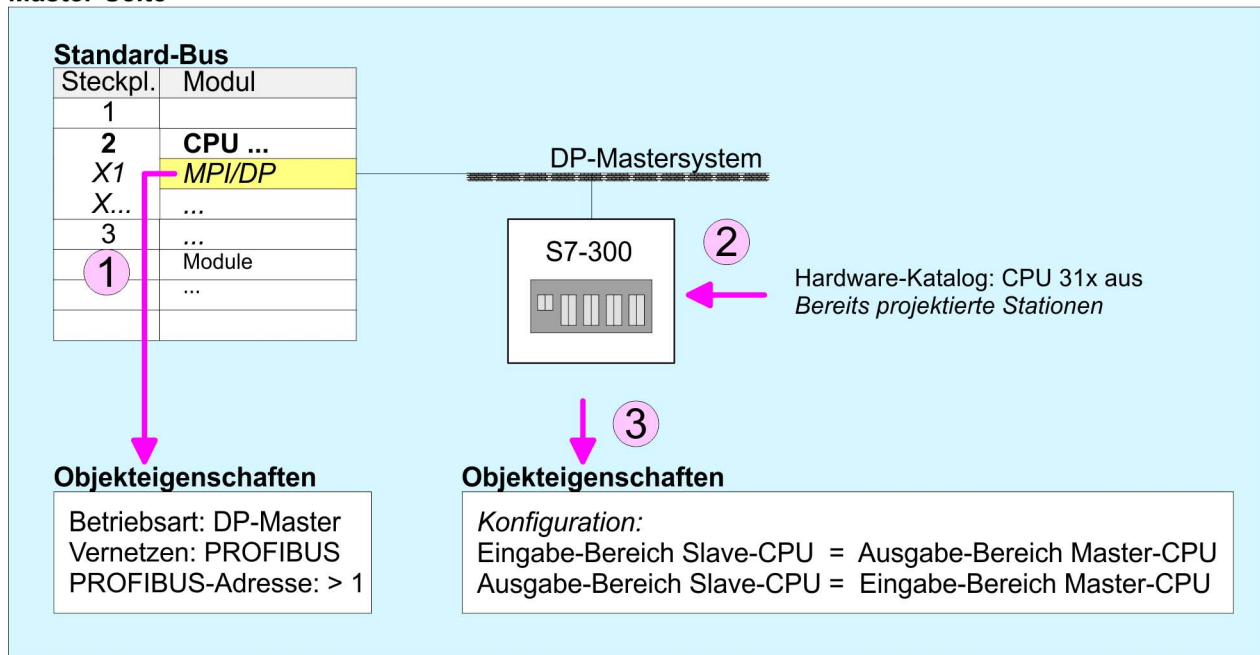 Standard-Bus
Steckpl. Modul
1
2 CPU ...
X1 MPI/DP
X... ...
3 ...
Module
...
1
DP-Mastersystem
S7-300
2
Hardware-Katalog: CPU 31x aus
Bereits projektierte Stationen
3
Objekteigenschaften
Betriebsart: DP-Master
Vernetzen: PROFIBUS
PROFIBUS-Adresse: > 1
Objekteigenschaften
Konfiguration:
Eingabe-Bereich Slave-CPU = Ausgabe-Bereich Master-CPU
Ausgabe-Bereich Slave-CPU = Eingabe-Bereich Master-CPU